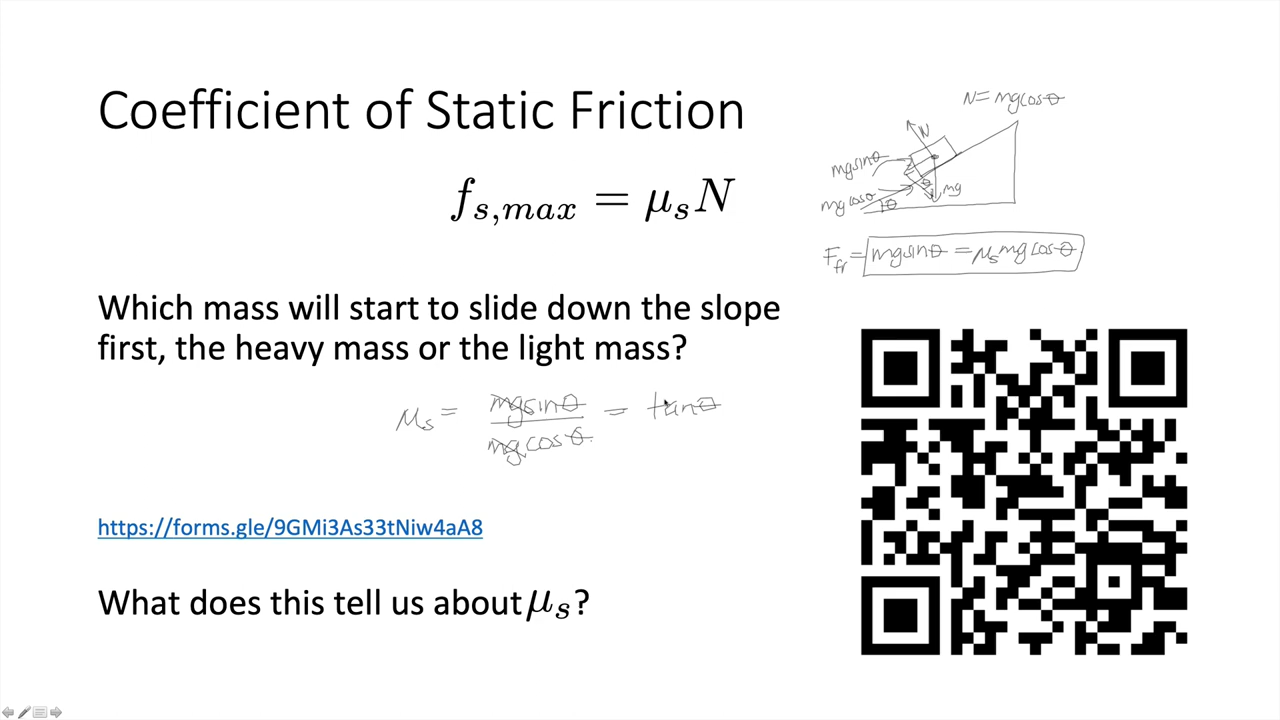 Coefficient of Static Friction
f_{s,max} = μ_s N
N = mg cos θ
N
mg sin θ
mg cos θ
θ
θ
mg
F_{fr} = mg sin θ = μ_s mg cos θ
Which mass will start to slide down the slope
first, the heavy mass or the light mass?
μ_s = mg sin θ / mg cos θ = tan θ
https://forms.gle/9GMi3As33tNiw4aA8
What does this tell us about μ_s?